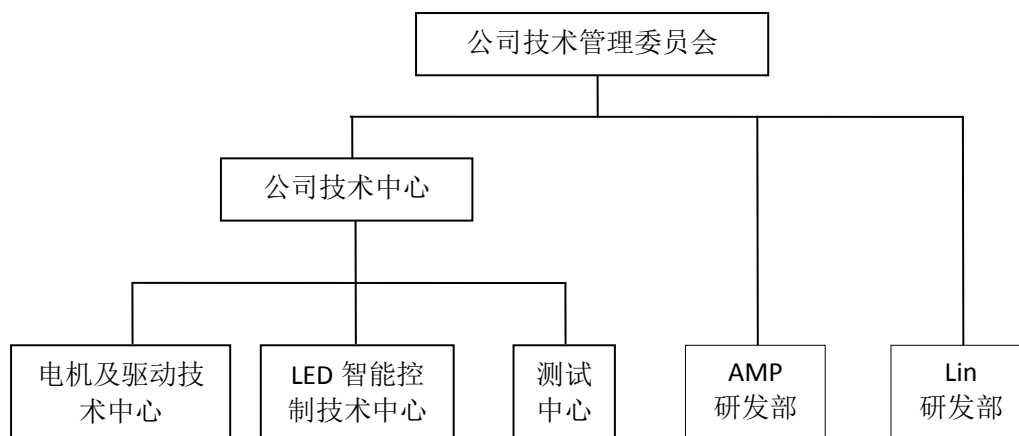 公司技术管理委员会
公司技术中心
电机及驱动技
术中心
LED 智能控
制技术中心
测试
中心
AMP
研发部
Lin
研发部